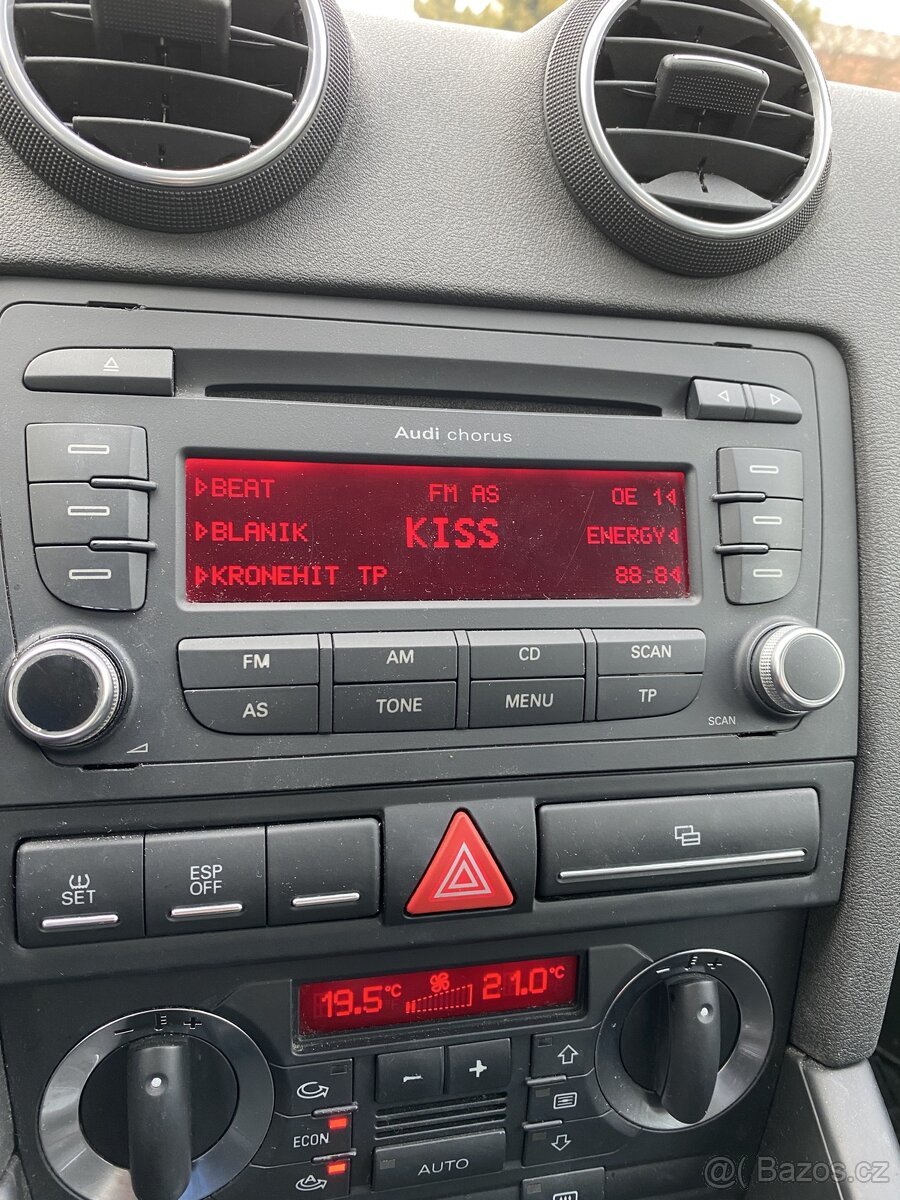 Audi chorus
BEAT FM AS OE 1
BLANIK KISS ENERGY
KRONEHIT TP 88.8
FM AM CD SCAN
AS TONE MENU TP
SCAN
SET ESP OFF
19.5°C 21.0°C
- E + - E +
- +
ECON
A
AUTO
@( Bazos.cz